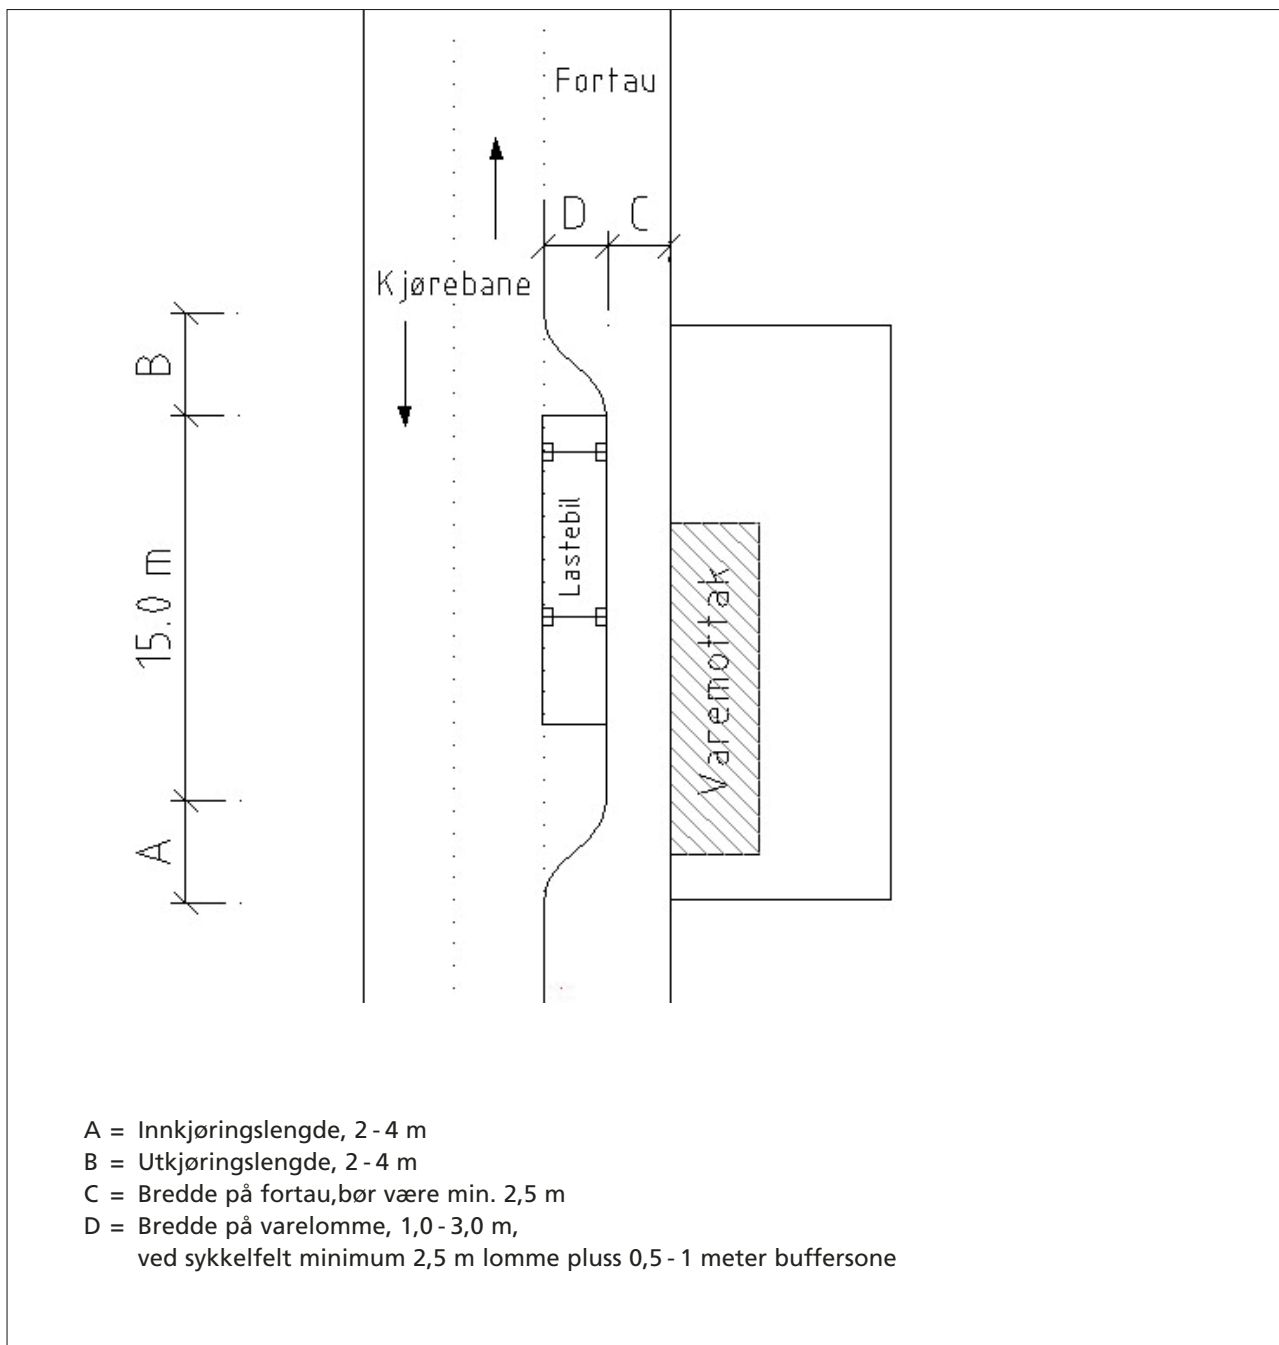 Fortau
D C
Kjørebane
B
Lastebil
15.0 m
Varemottak
A
A = Innkjøringslengde, 2 - 4 m
B = Utkjøringslengde, 2 - 4 m
C = Bredde på fortau,bør være min. 2,5 m
D = Bredde på varelomme, 1,0 - 3,0 m,
ved sykkelfelt minimum 2,5 m lomme pluss 0,5 - 1 meter buffersone